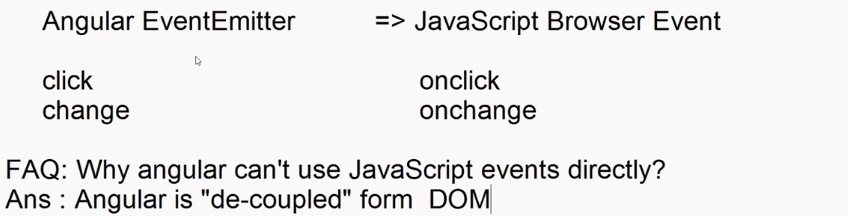 Angular EventEmitter => JavaScript Browser Event
click onclick
change onchange
FAQ: Why angular can't use JavaScript events directly?
Ans : Angular is "de-coupled" form DOM